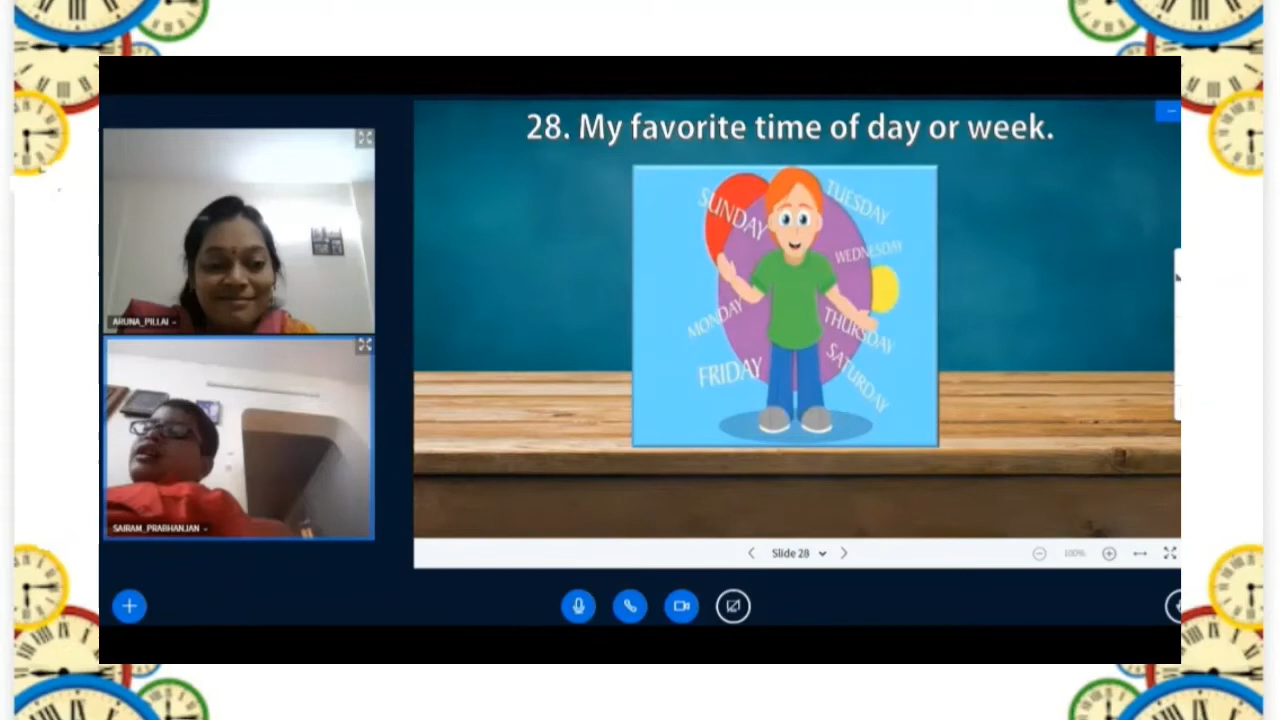 28. My favorite time of day or week.
SUNDAY
TUESDAY
WEDNESDAY
MONDAY
THURSDAY
FRIDAY
SATURDAY
ARUNA_PILLAI
SAIRAM_PRABHANJAN
Slide 28
100%